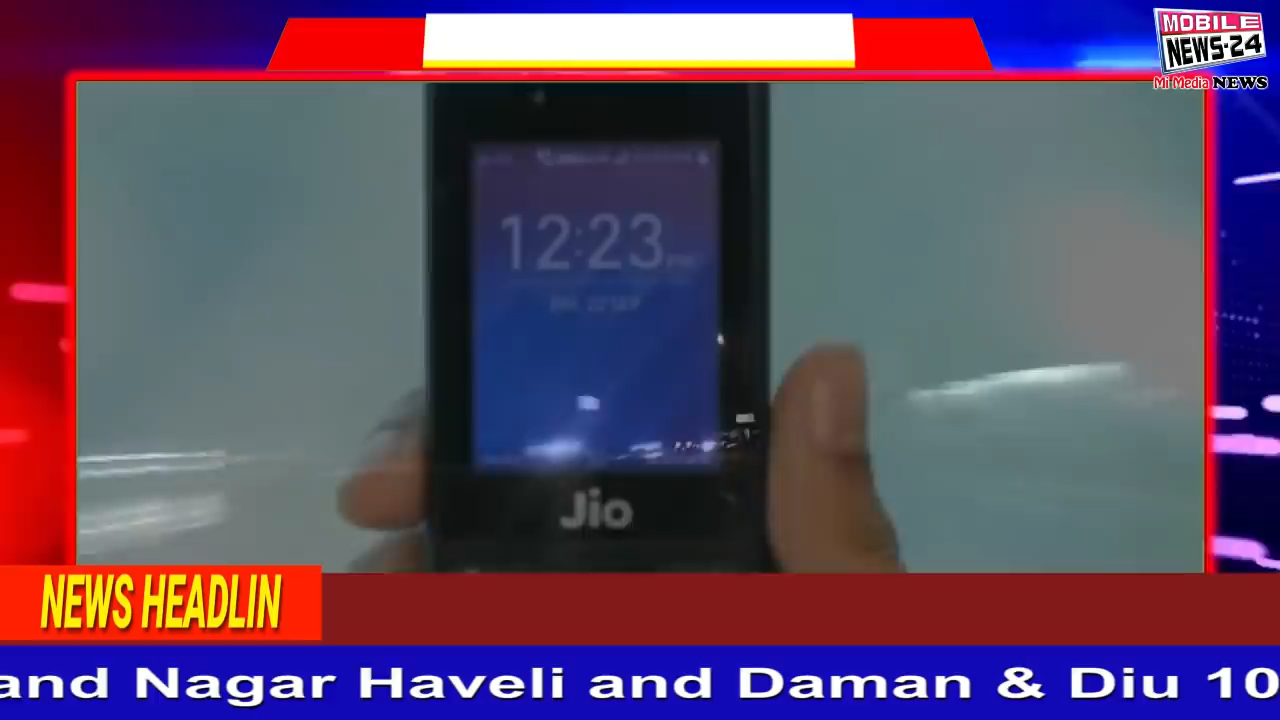 MOBILE
NEWS-24
Mi Media NEWS
12:23
Jio
NEWS HEADLIN
and Nagar Haveli and Daman & Diu 10